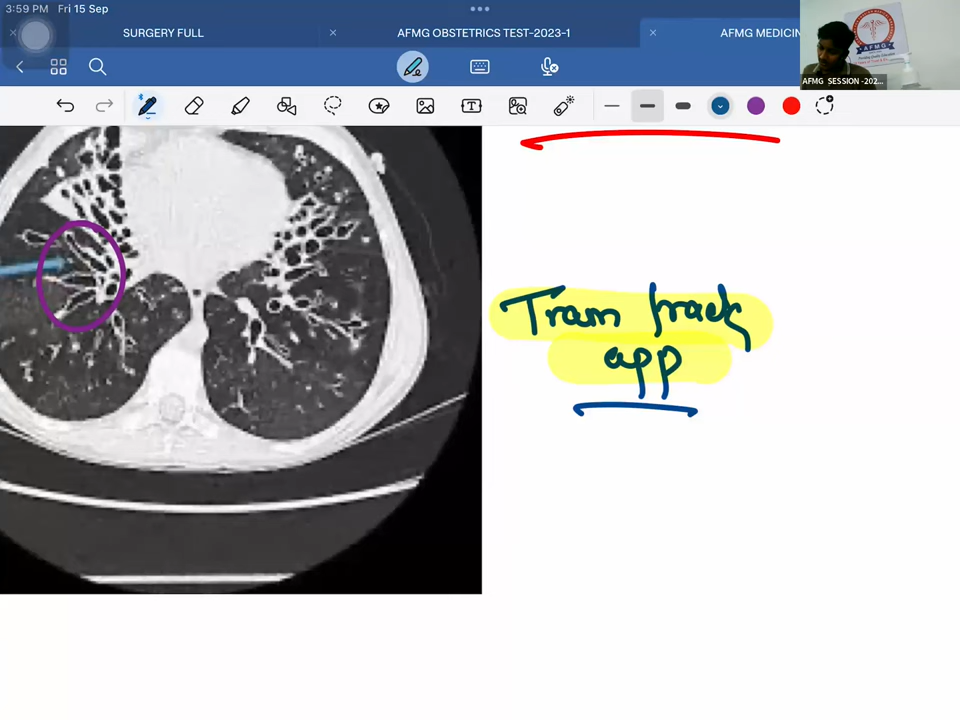 3:59 PM Fri 15 Sep
SURGERY FULL
AFMG OBSTETRICS TEST-2023-1
AFMG MEDICIN
AFMG
AFMG SESSION -202...
T
Tram track
app